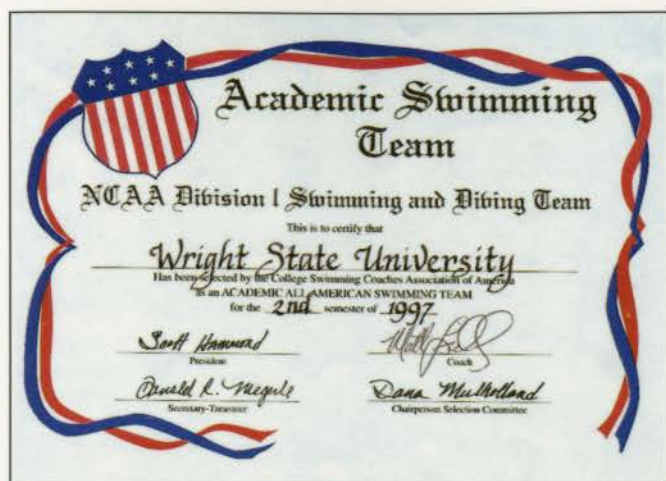 Academic Swimming
Team
NCAA Division I Swimming and Diving Team
This is to certify that
Wright State University
Has been selected by the College Swimming Coaches Association of America
as an ACADEMIC ALL AMERICAN SWIMMING TEAM
for the 2nd semester of 1997
Scott Hammond
President
Coach
Donald R. Megerle
Secretary-Treasurer
Dana Mulholland
Chairperson Selection Committee